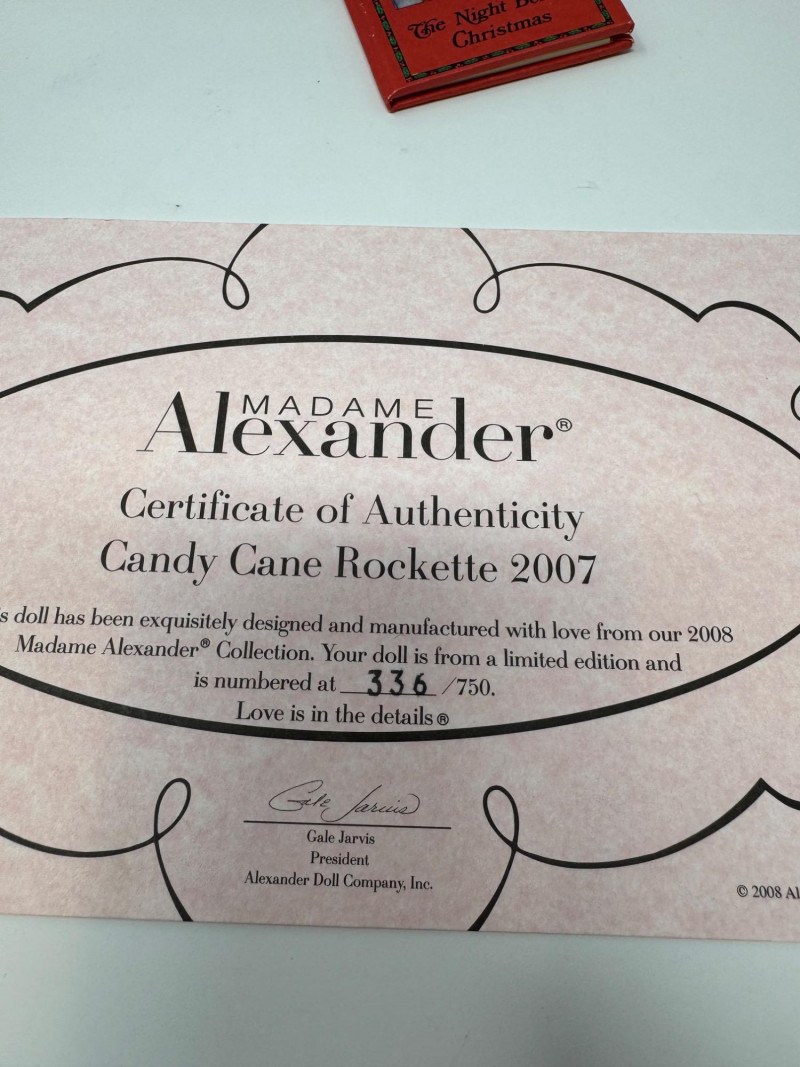 The Night
Christmas
MADAME
Alexander®
Certificate of Authenticity
Candy Cane Rockette 2007
doll has been exquisitely designed and manufactured with love from our 2008
Madame Alexander® Collection. Your doll is from a limited edition and
is numbered at 336 /750.
Love is in the details®
Gale Jarvis
Gale Jarvis
President
Alexander Doll Company, Inc.
© 2008